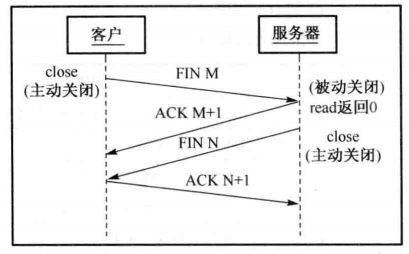 客户
服务器
close
(主动关闭)
FIN M
(被动关闭)
read返回0
ACK M+1
close
(主动关闭)
FIN N
ACK N+1